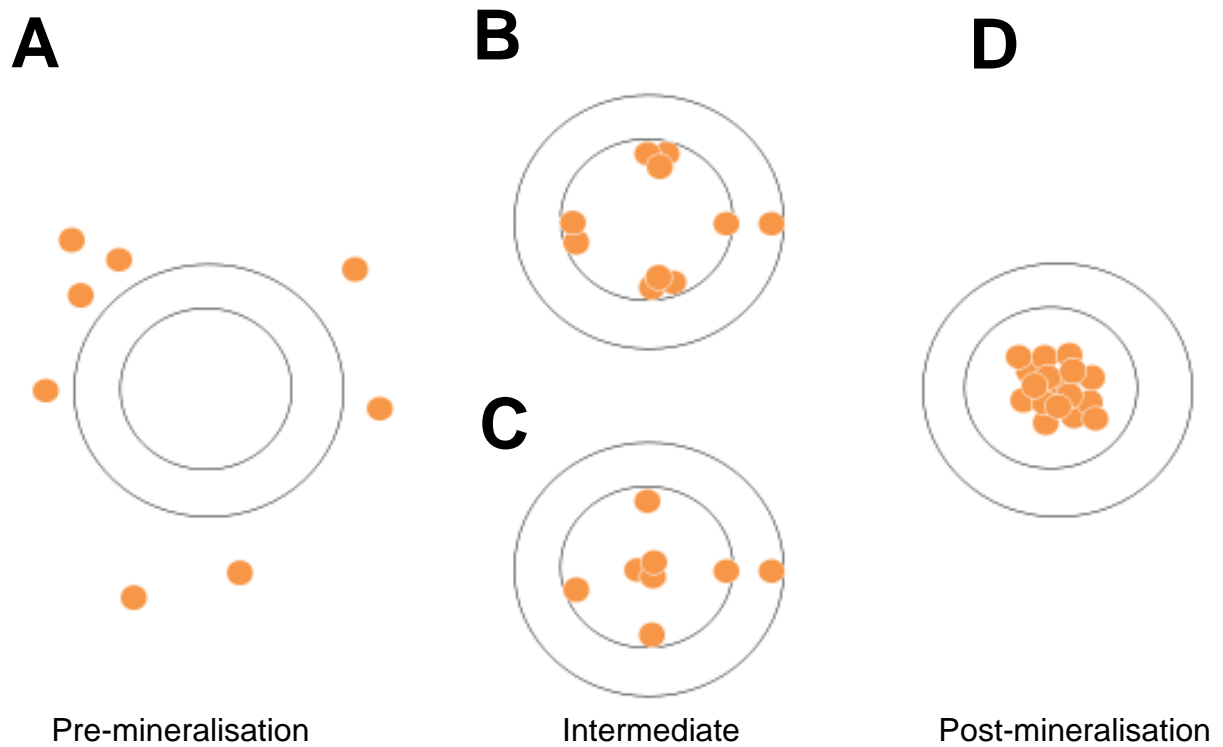 A
B
D
C
Pre-mineralisation
Intermediate
Post-mineralisation